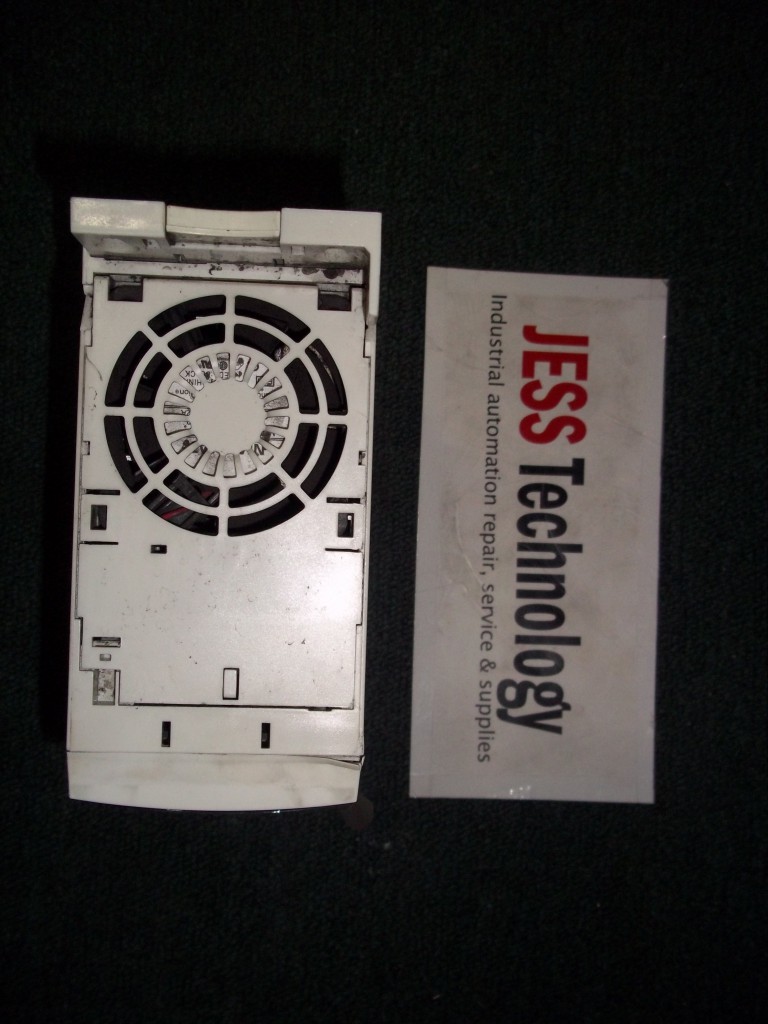 JESS Technology
Industrial automation repair, service & supplies